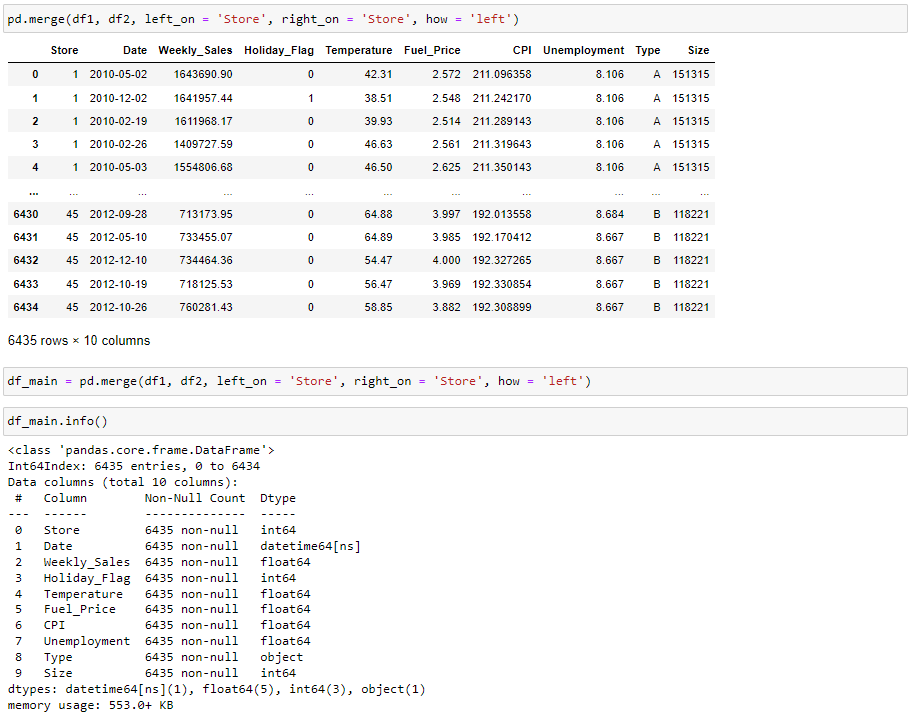 pd.merge(df1, df2, left_on = 'Store', right_on = 'Store', how = 'left')
Store Date Weekly_Sales Holiday_Flag Temperature Fuel_Price CPI Unemployment Type Size
0 1 2010-05-02 1643690.90 0 42.31 2.572 211.096358 8.106 A 151315
1 1 2010-12-02 1641957.44 1 38.51 2.548 211.242170 8.106 A 151315
2 1 2010-02-19 1611968.17 0 39.93 2.514 211.289143 8.106 A 151315
3 1 2010-02-26 1409727.59 0 46.63 2.561 211.319643 8.106 A 151315
4 1 2010-05-03 1554806.68 0 46.50 2.625 211.350143 8.106 A 151315
... ... ... ... ... ... ... ... ... ... ...
6430 45 2012-09-28 713173.95 0 64.88 3.997 192.013558 8.684 B 118221
6431 45 2012-05-10 733455.07 0 64.89 3.985 192.170412 8.667 B 118221
6432 45 2012-12-10 734464.36 0 54.47 4.000 192.327265 8.667 B 118221
6433 45 2012-10-19 718125.53 0 56.47 3.969 192.330854 8.667 B 118221
6434 45 2012-10-26 760281.43 0 58.85 3.882 192.308899 8.667 B 118221
6435 rows × 10 columns
df_main = pd.merge(df1, df2, left_on = 'Store', right_on = 'Store', how = 'left')
df_main.info()
<class 'pandas.core.frame.DataFrame'>
Int64Index: 6435 entries, 0 to 6434
Data columns (total 10 columns):
# Column Non-Null Count Dtype
--- ------ -------------- -----
0 Store 6435 non-null int64
1 Date 6435 non-null datetime64[ns]
2 Weekly_Sales 6435 non-null float64
3 Holiday_Flag 6435 non-null int64
4 Temperature 6435 non-null float64
5 Fuel_Price 6435 non-null float64
6 CPI 6435 non-null float64
7 Unemployment 6435 non-null float64
8 Type 6435 non-null object
9 Size 6435 non-null int64
dtypes: datetime64[ns](1), float64(5), int64(3), object(1)
memory usage: 553.0+ KB